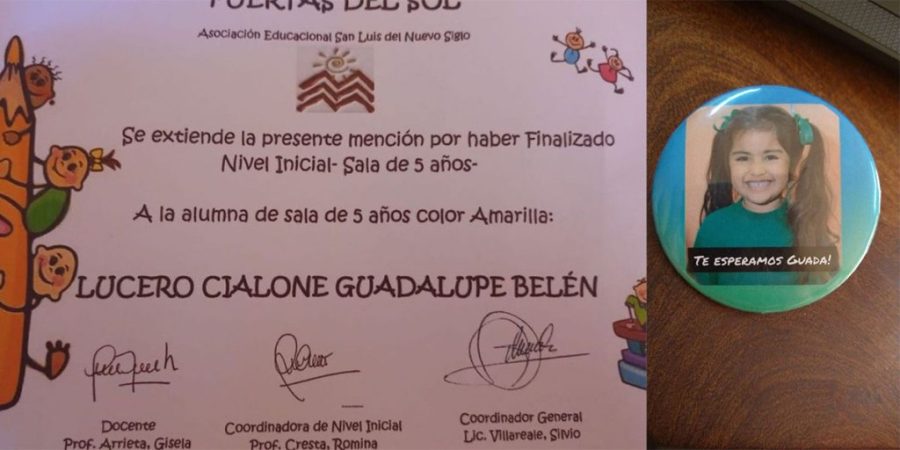 PUERTAS DEL SOL
Asociación Educacional San Luis del Nuevo Siglo
Se extiende la presente mención por haber Finalizado
Nivel Inicial- Sala de 5 años-
A la alumna de sala de 5 años color Amarilla:
LUCERO CIALONE GUADALUPE BELÉN
Docente
Prof. Arrieta, Gisela
Coordinadora de Nivel Inicial
Prof. Cresta, Romina
Coordinador General
Lic. Villareale, Silvio
Te esperamos Guada!